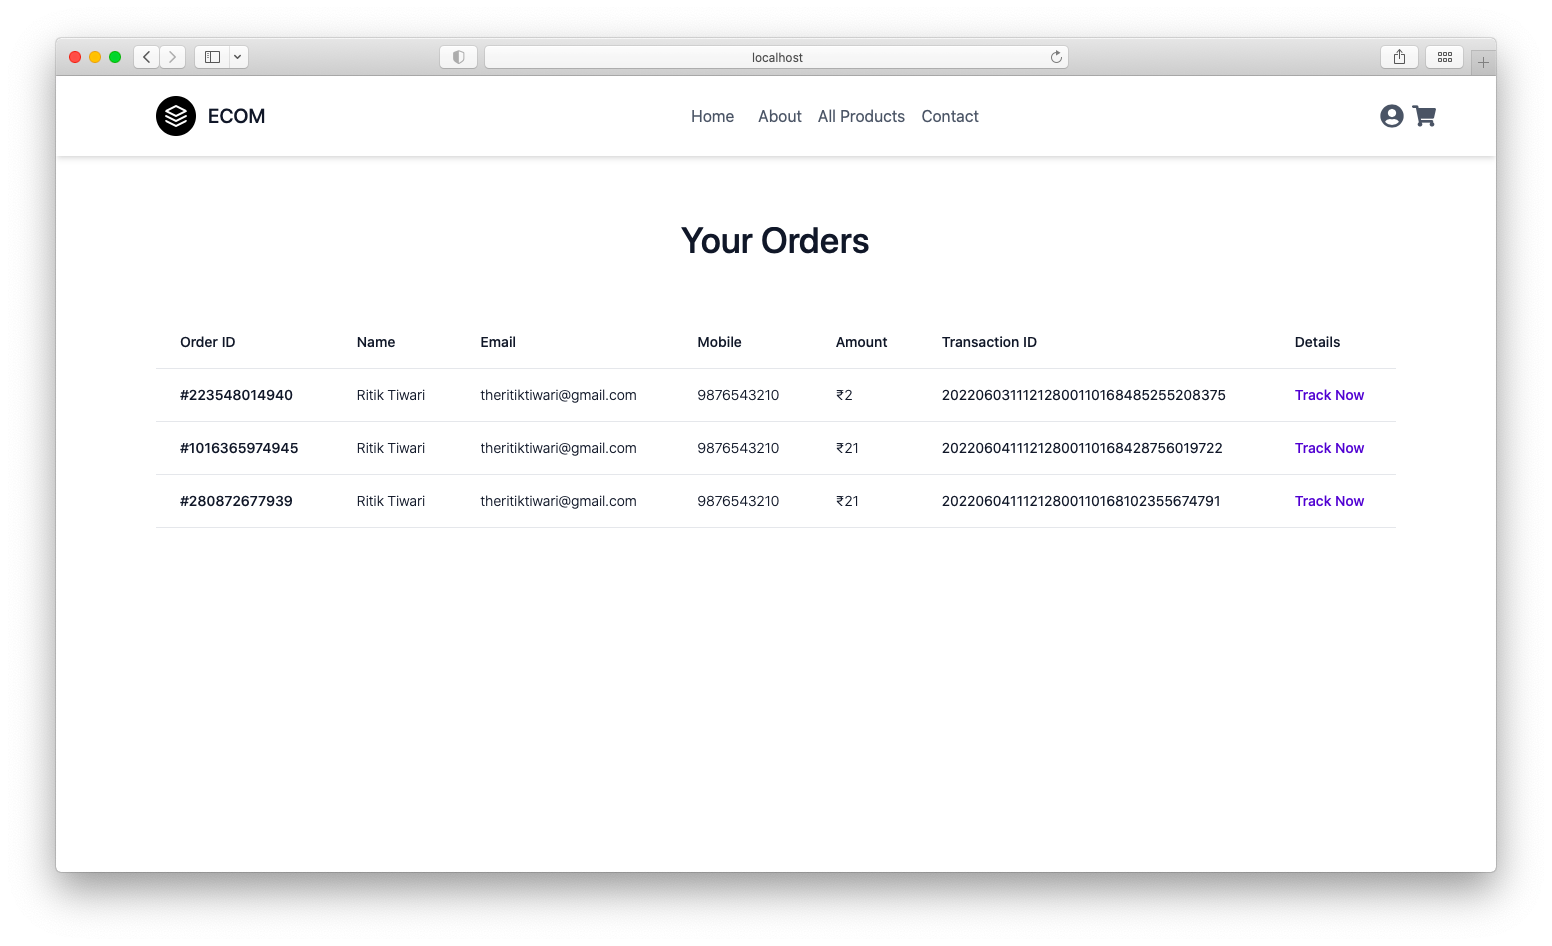 localhost
ECOM
Home About All Products Contact
Your Orders
Order ID Name Email Mobile Amount Transaction ID Details
#223548014940 Ritik Tiwari theritiktiwari@gmail.com 9876543210 ₹2 20220603111212800110168485255208375 Track Now
#1016365974945 Ritik Tiwari theritiktiwari@gmail.com 9876543210 ₹21 20220604111212800110168428756019722 Track Now
#280872677939 Ritik Tiwari theritiktiwari@gmail.com 9876543210 ₹21 20220604111212800110168102355674791 Track Now